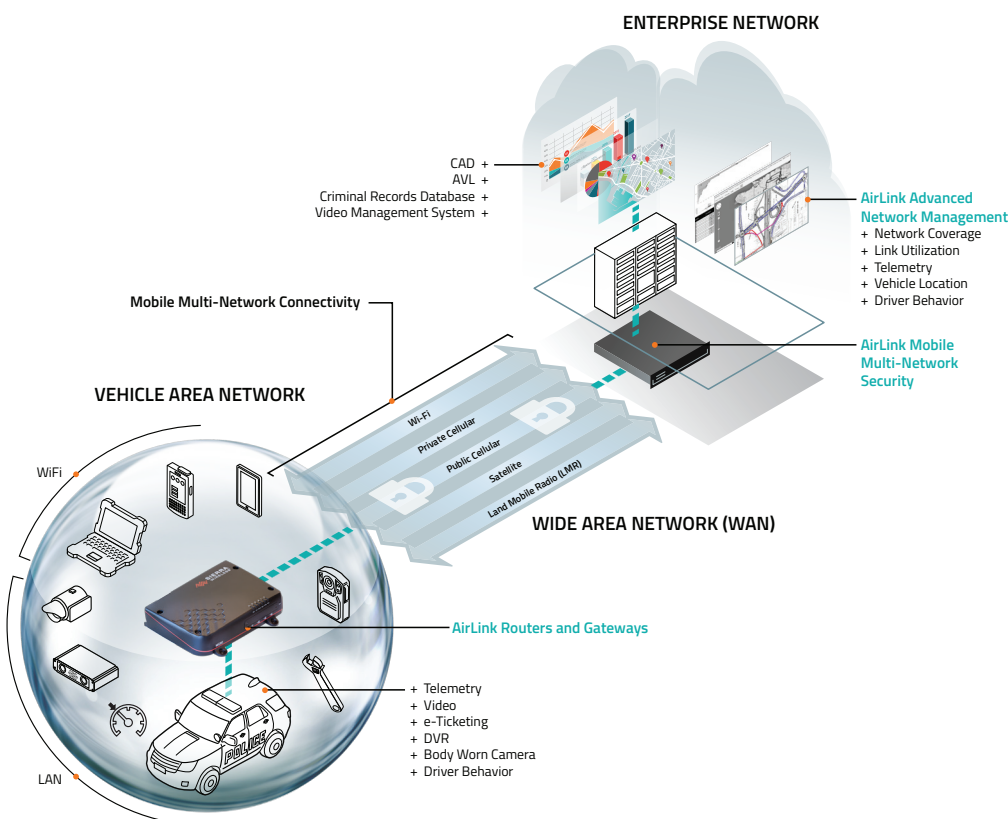 ENTERPRISE NETWORK
CAD +
AVL +
Criminal Records Database +
Video Management System +
AirLink Advanced
Network Management
+ Network Coverage
+ Link Utilization
+ Telemetry
+ Vehicle Location
+ Driver Behavior
Mobile Multi-Network Connectivity
AirLink Mobile
Multi-Network
Security
VEHICLE AREA NETWORK
Wi-Fi
Private Cellular
Public Cellular
Satellite
Land Mobile Radio (LMR)
WiFi
WIDE AREA NETWORK (WAN)
SIERRA
WIRELESS
AirLink Routers and Gateways
+ Telemetry
+ Video
+ e-Ticketing
+ DVR
+ Body Worn Camera
+ Driver Behavior
POLICE
LAN